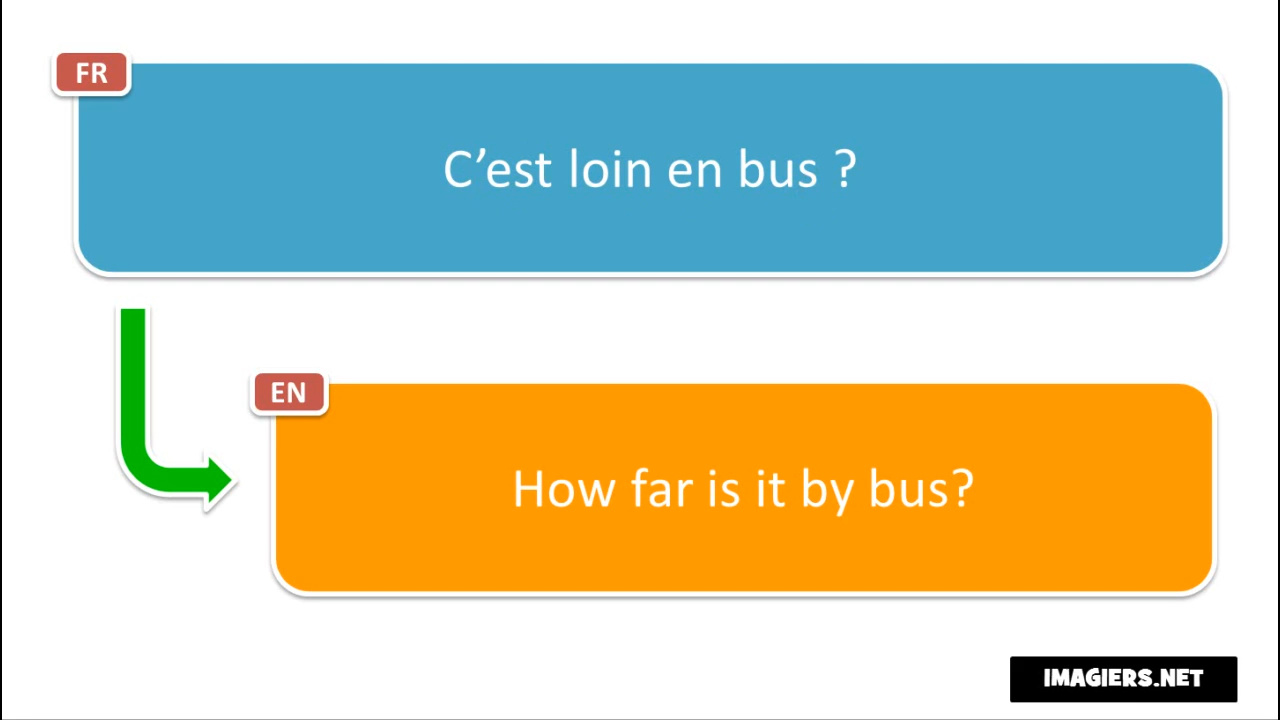 FR
C’est loin en bus ?
EN
How far is it by bus?
IMAGIERS.NET